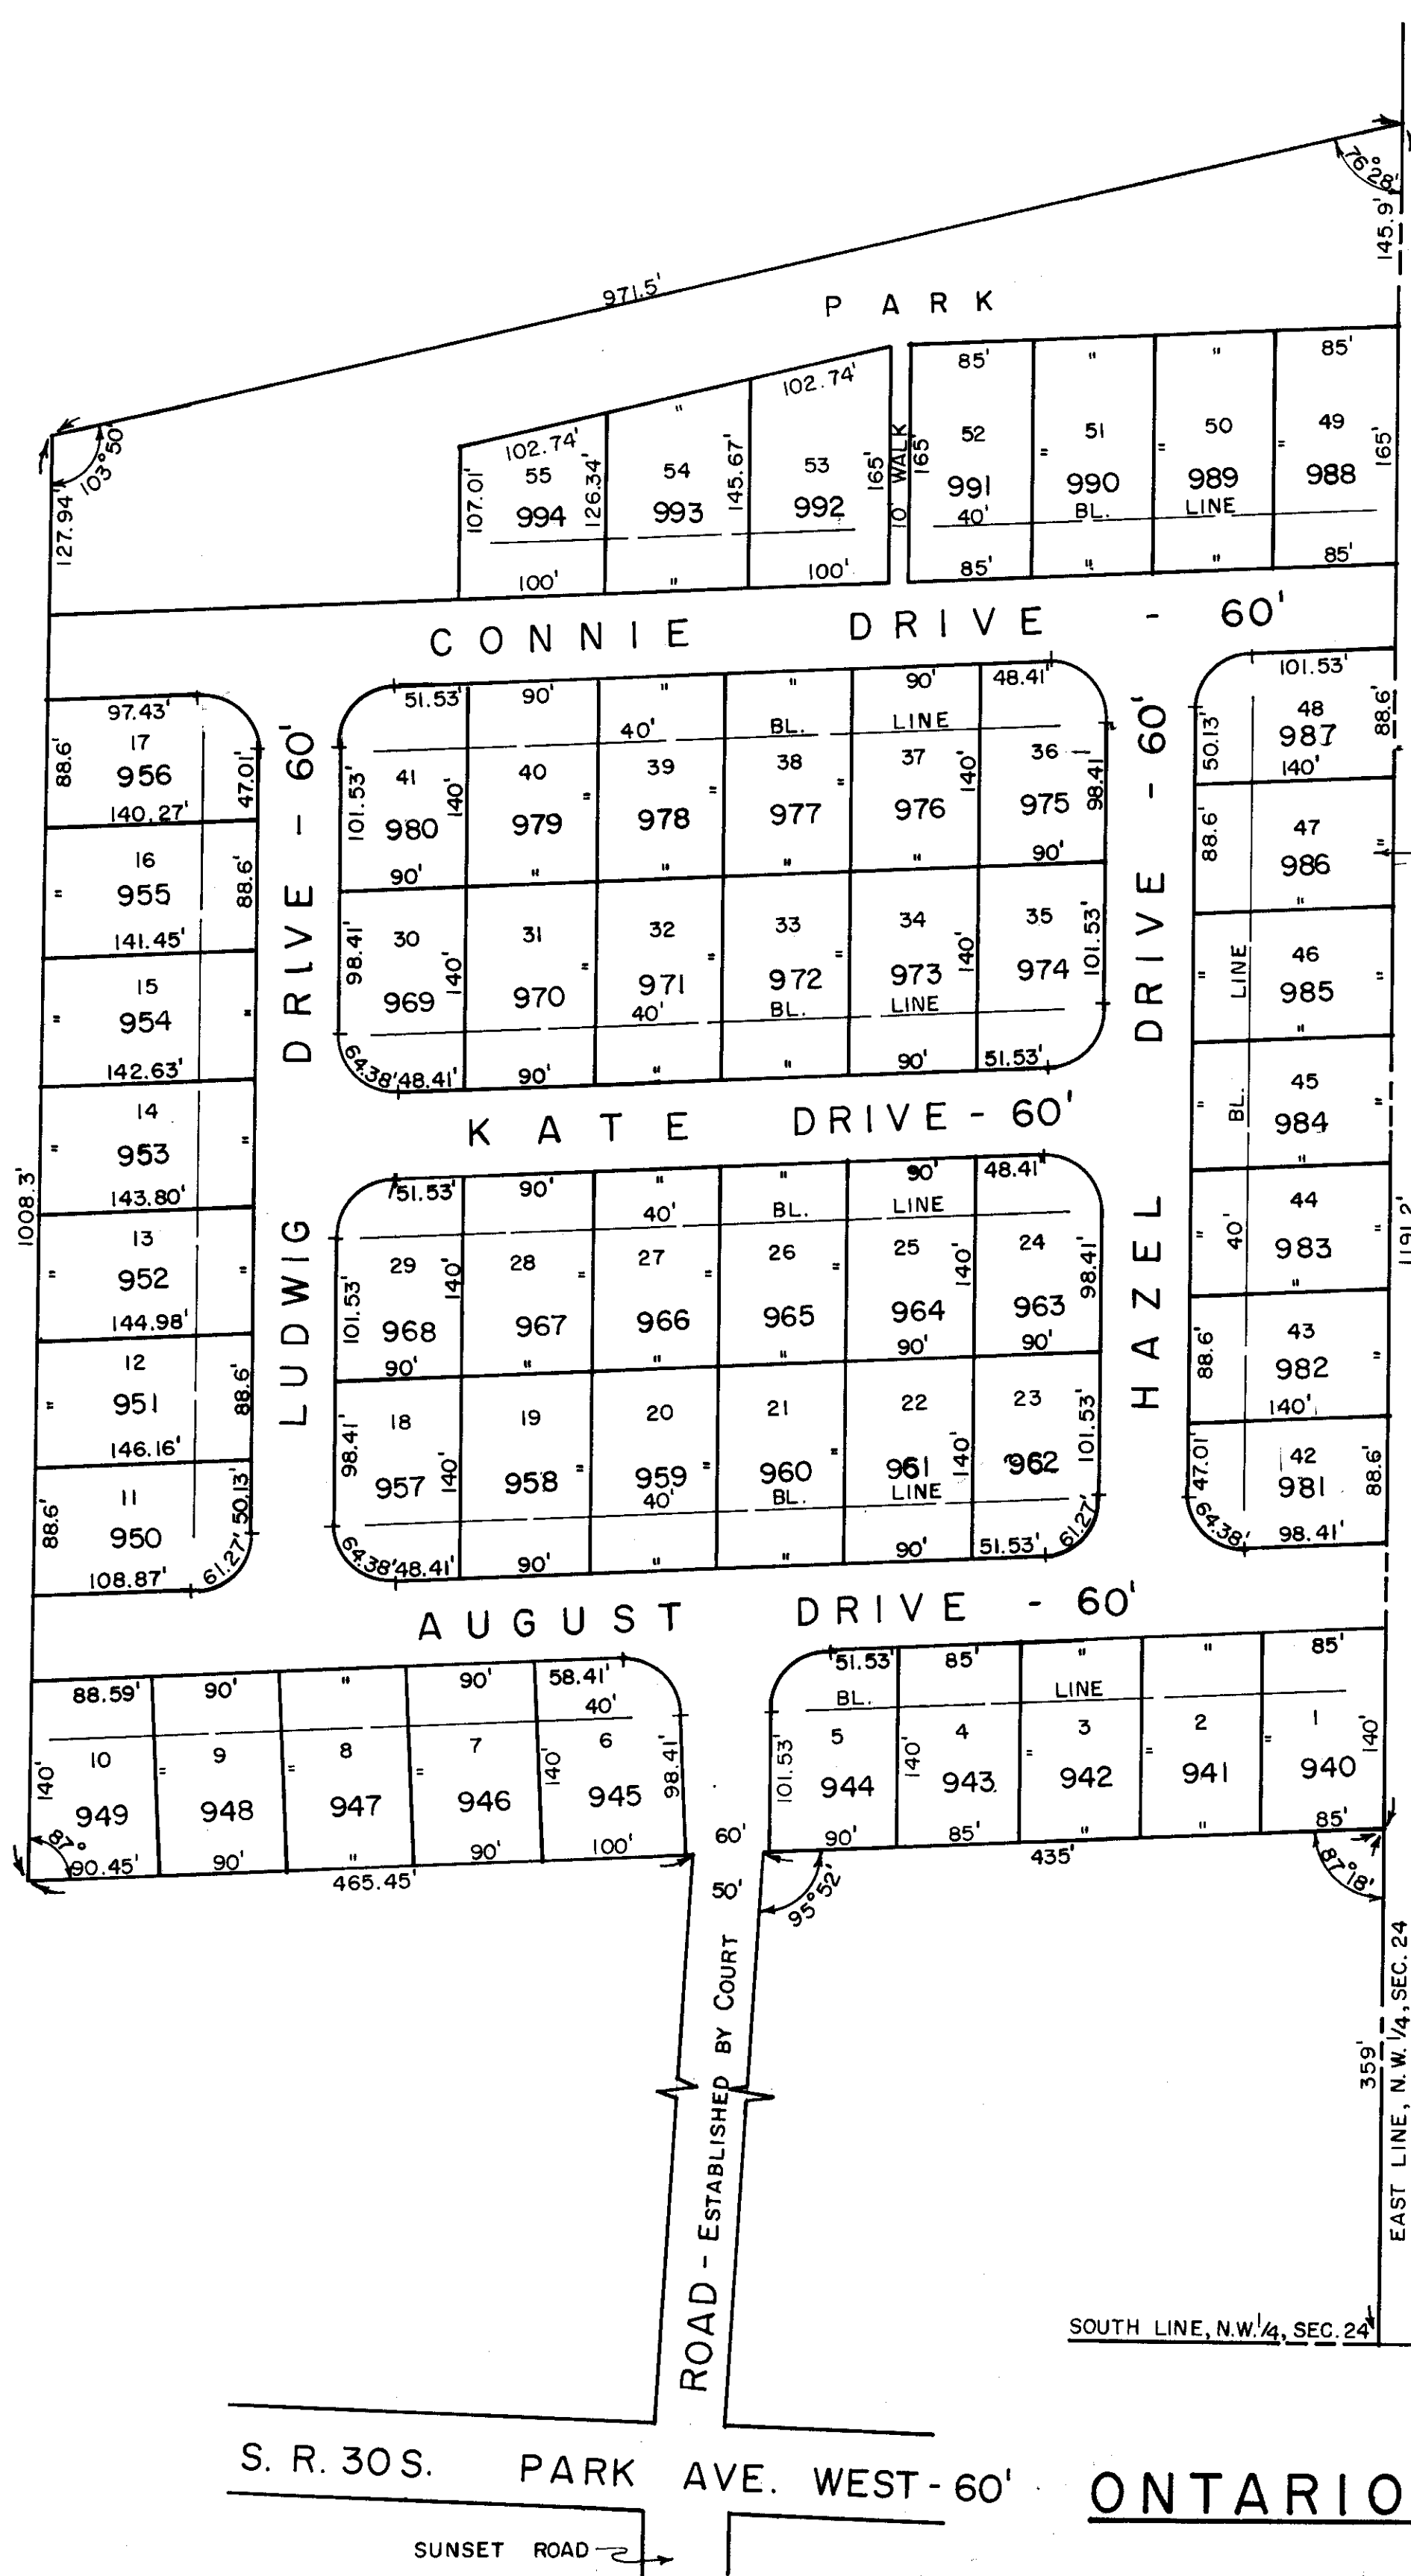 76°28'
145.9'
971.5'
PARK
103°50'
127.94'
102.74' " 102.74' 85' " " 85'
55 54 53 52 51 50 49
107.01' 126.34' 145.67' 165' 10' WALK 165' = = = 165'
994 993 992 991 990 989 988
40' BL. LINE
100' " 100' 85' " " 85'
CONNIE DRIVE - 60'
97.43' 51.53' 90' " " 90' 48.41' 101.53'
40' BL. LINE
17 48
88.6' 956 47.01' 50.13' 987 88.6'
140.27' 140'
41 40 39 38 37 36
101.53' 140' = = = 140' 98.41'
980 979 978 977 976 975
90' " " " " 90'
16 47
" 955 88.6' 88.6' 986 "
141.45' "
30 31 32 33 34 35
98.41' 140' = = = 140' 101.53'
969 970 971 972 973 974
40' BL. LINE
64.38' 48.41' 90' " " 90' 51.53'
15 46
" 954 " " 985 "
142.63' "
LUDWIG DRIVE - 60'
HAZEL DRIVE - 60'
40' BL. LINE
KATE DRIVE - 60'
14 45
" 953 " " 984 "
143.80' "
1008.3'
1191.2'
51.53' 90' " " 90' 48.41'
40' BL. LINE
13 44
" 952 " " 983 "
144.98' "
29 28 27 26 25 24
101.53' 140' = = = 140' 98.41'
968 967 966 965 964 963
90' " " " 90' 90'
12 43
" 951 88.6' 88.6' 982 "
146.16' 140'
18 19 20 21 22 23
98.41' 140' = = = 140' 101.53'
957 958 959 960 961 962
40' BL. LINE
64.38' 48.41' 90' " " 90' 51.53' 61.27'
11 42
88.6' 950 50.13' 47.01' 981 88.6'
108.87' 61.27' 64.38' 98.41'
AUGUST DRIVE - 60'
88.59' 90' " 90' 58.41' 51.53' 85' " " 85'
40' BL. LINE
10 9 8 7 6 5 4 3 2 1
140' = = = 140' 98.41' 101.53' 140' = = = 140'
949 948 947 946 945 944 943 942 941 940
87° 90.45' 90' " 90' 100' 60' 90' 85' " " 85'
465.45' 435'
50' 95°52' 87°18'
ROAD - ESTABLISHED BY COURT
359'
EAST LINE, N.W. 1/4, SEC. 24
SOUTH LINE, N.W. 1/4, SEC. 24
S. R. 30 S. PARK AVE. WEST - 60'
ONTARIO
SUNSET ROAD